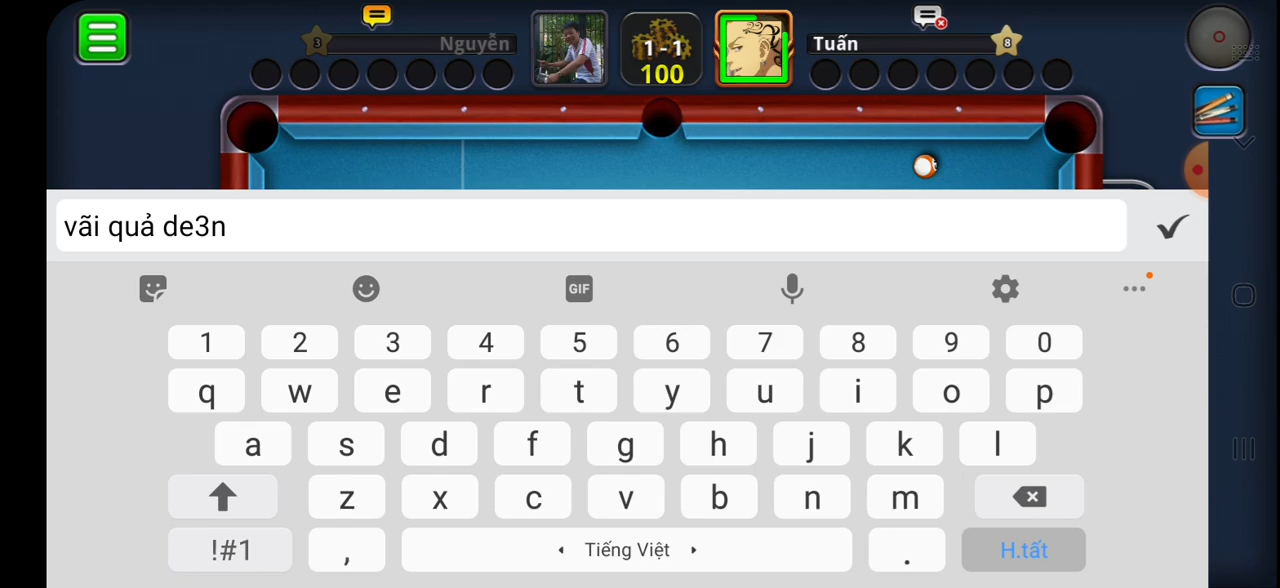 3 Nguyễn 1 - 1 Tuấn 8
100
vãi quả de3n
GIF
1 2 3 4 5 6 7 8 9 0
q w e r t y u i o p
a s d f g h j k l
z x c v b n m
!#1 , Tiếng Việt . H.tất